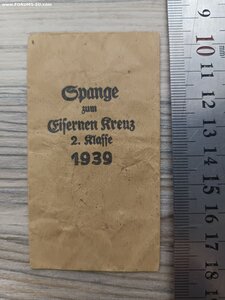 Spange
zum
Eisernen Kreuz
2. Klasse
1939